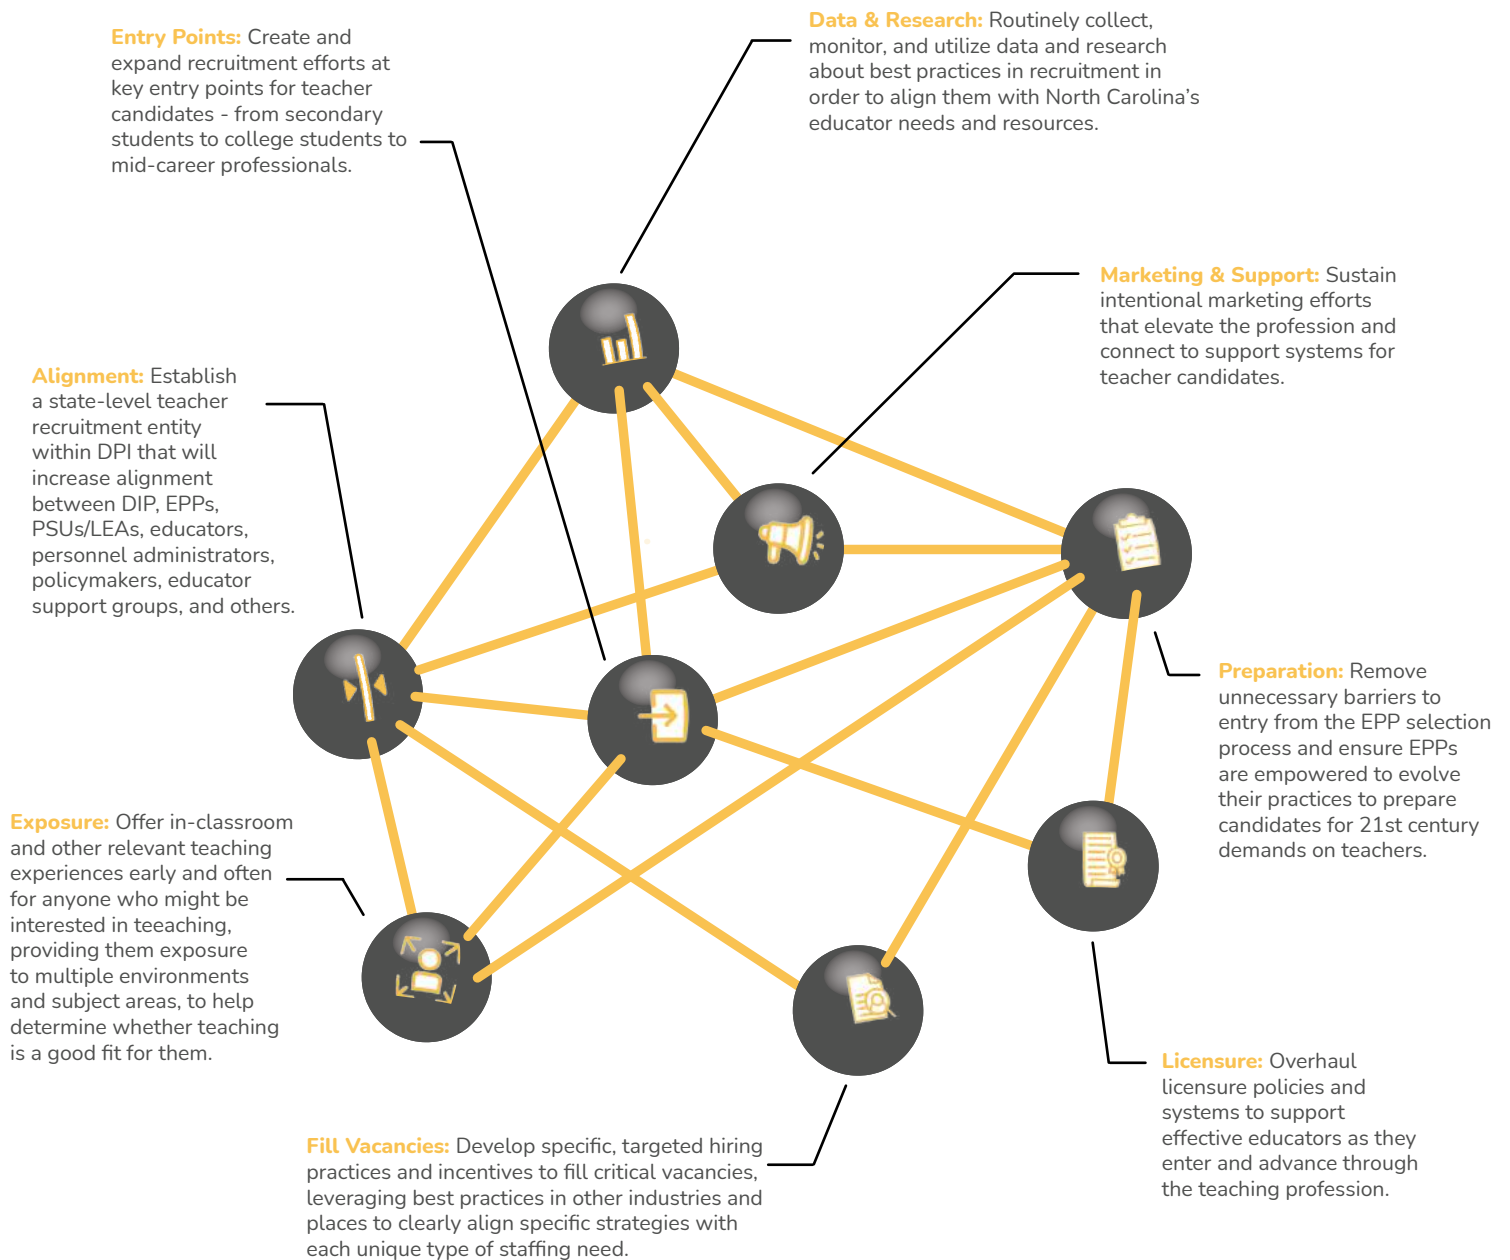 Entry Points: Create and
expand recruitment efforts at
key entry points for teacher
candidates - from secondary
students to college students to
mid-career professionals.
Data & Research: Routinely collect,
monitor, and utilize data and research
about best practices in recruitment in
order to align them with North Carolina’s
educator needs and resources.
Marketing & Support: Sustain
intentional marketing efforts
that elevate the profession and
connect to support systems for
teacher candidates.
Alignment: Establish
a state-level teacher
recruitment entity
within DPI that will
increase alignment
between DIP, EPPs,
PSUs/LEAs, educators,
personnel administrators,
policymakers, educator
support groups, and others.
Preparation: Remove
unnecessary barriers to
entry from the EPP selection
process and ensure EPPs
are empowered to evolve
their practices to prepare
candidates for 21st century
demands on teachers.
Exposure: Offer in-classroom
and other relevant teaching
experiences early and often
for anyone who might be
interested in teeaching,
providing them exposure
to multiple environments
and subject areas, to help
determine whether teaching
is a good fit for them.
Licensure: Overhaul
licensure policies and
systems to support
effective educators as they
enter and advance through
the teaching profession.
Fill Vacancies: Develop specific, targeted hiring
practices and incentives to fill critical vacancies,
leveraging best practices in other industries and
places to clearly align specific strategies with
each unique type of staffing need.